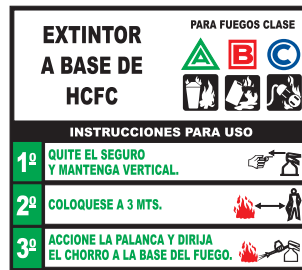 EXTINTOR
A BASE DE
HCFC
PARA FUEGOS CLASE
A B C
INSTRUCCIONES PARA USO
1º QUITE EL SEGURO
Y MANTENGA VERTICAL.
2º COLOQUESE A 3 MTS.
3º ACCIONE LA PALANCA Y DIRIJA
EL CHORRO A LA BASE DEL FUEGO.